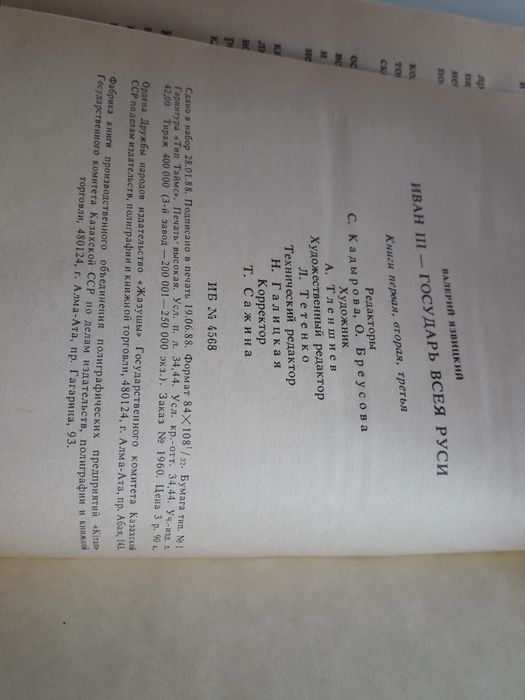 ВАЛЕРИЙ ЯЗВИЦКИЙ
ИВАН III — ГОСУДАРЬ ВСЕЯ РУСИ
Книги первая, вторая, третья
Редакторы
С. Кадырова, О. Бреусова
Художник
А. Тленшиев
Художественный редактор
Л. Тетенко
Технический редактор
Н. Галицкая
Корректор
Т. Сажина
ИБ № 4568
Сдано в набор 28.01.88. Подписано в печать 19.06.88. Формат 84×108¹/₃₂. Бумага тип. № 1
Гарнитура «Тип Таймс». Печать высокая. Усл. п. л. 34,44. Усл. кр.-отт. 34,44. Уч-изд. л.
42,00 Тираж 400 000 (3-й завод — 200 001—250 000 экз.). Заказ № 1960. Цена 3 р. 90 к.
Ордена Дружбы народов издательство «Жазушы» Государственного комитета Казахской
ССР по делам издательств, полиграфии и книжной торговли, 480124, г. Алма-Ата, пр. Абая, 143.
Фабрика книги производственного объединения полиграфических предприятий «Кітап»
Государственного комитета Казахской ССР по делам издательств, полиграфии и книжной
торговли, 480124, г. Алма-Ата, пр. Гагарина, 93.